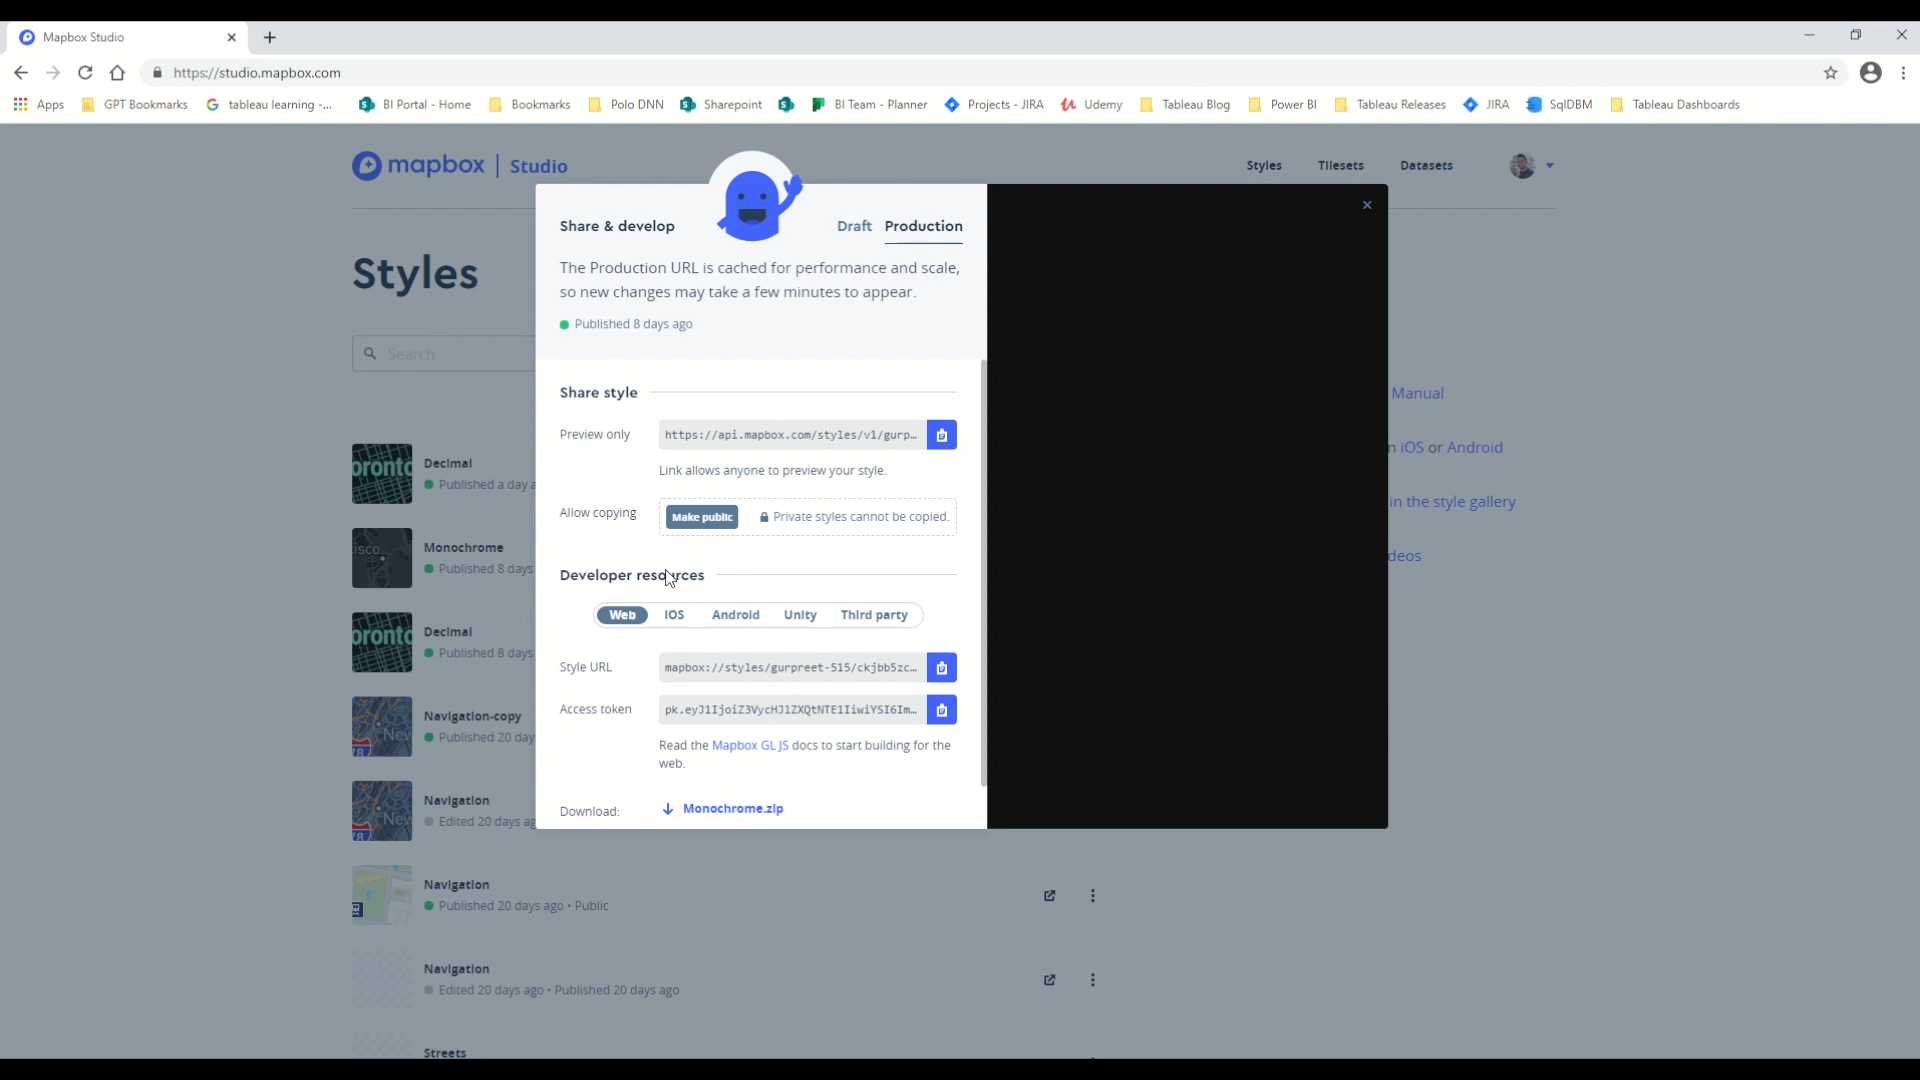 Mapbox Studio
https://studio.mapbox.com
Apps GPT Bookmarks tableau learning -... BI Portal - Home Bookmarks Polo DNN Sharepoint BI Team - Planner Projects - JIRA Udemy Tableau Blog Power BI Tableau Releases JIRA SqlDBM Tableau Dashboards
mapbox | Studio
Styles Tilesets Datasets
Styles
Search
Decimal
Published a day a
Monochrome
Published 8 days
Decimal
Published 8 days
Navigation-copy
Published 20 day
Navigation
Edited 20 days ag
Navigation
Published 20 days ago • Public
Navigation
Edited 20 days ago • Published 20 days ago
Streets
Share & develop
Draft Production
The Production URL is cached for performance and scale,
so new changes may take a few minutes to appear.
Published 8 days ago
Share style
Preview only https://api.mapbox.com/styles/v1/gurp…
Link allows anyone to preview your style.
Allow copying Make public Private styles cannot be copied.
Developer resources
Web iOS Android Unity Third party
Style URL mapbox://styles/gurpreet-515/ckjbb5zc…
Access token pk.eyJ1IjoiZ3VycHJlZXQtNTE1IiwiYSI6Im…
Read the Mapbox GL JS docs to start building for the
web.
Download: Monochrome.zip
Manual
n iOS or Android
in the style gallery
deos